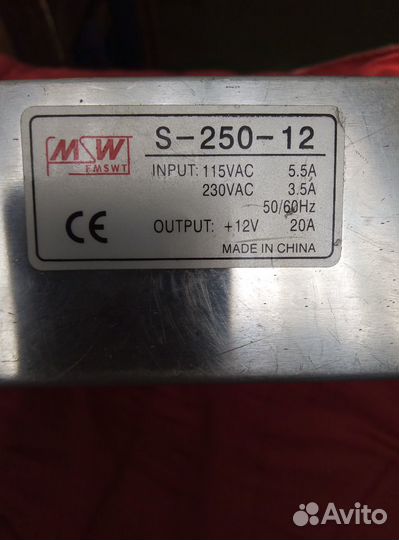 MSW
FMSWT
S-250-12
INPUT: 115VAC 5.5A
230VAC 3.5A
50/60Hz
OUTPUT: +12V 20A
CE
MADE IN CHINA
Avito